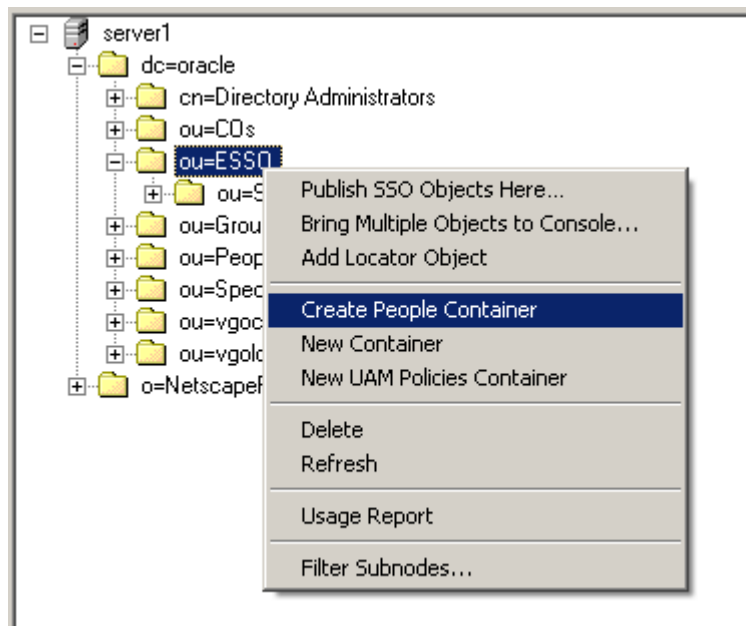 server1
dc=oracle
cn=Directory Administrators
ou=COs
ou=ESSO
ou=S
ou=Grou
ou=Peop
ou=Spec
ou=vgoc
ou=vgolo
o=NetscapeR
Publish SSO Objects Here...
Bring Multiple Objects to Console...
Add Locator Object
Create People Container
New Container
New UAM Policies Container
Delete
Refresh
Usage Report
Filter Subnodes...